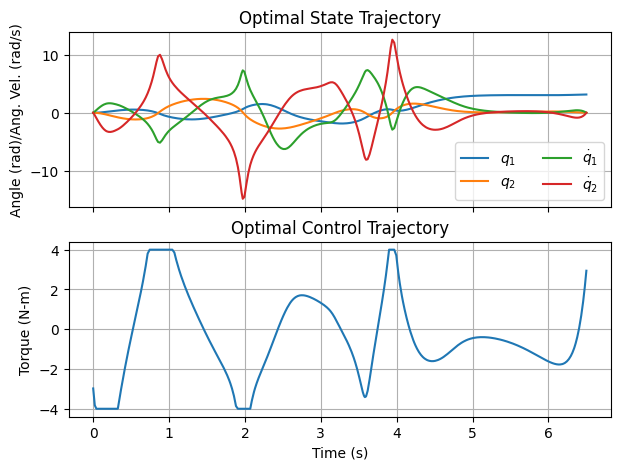 Optimal State Trajectory
Angle (rad)/Ang. Vel. (rad/s)
10
0
−10
q₁ q̇₁
q₂ q̇₂
Optimal Control Trajectory
Torque (N-m)
4
2
0
−2
−4
0 1 2 3 4 5 6
Time (s)